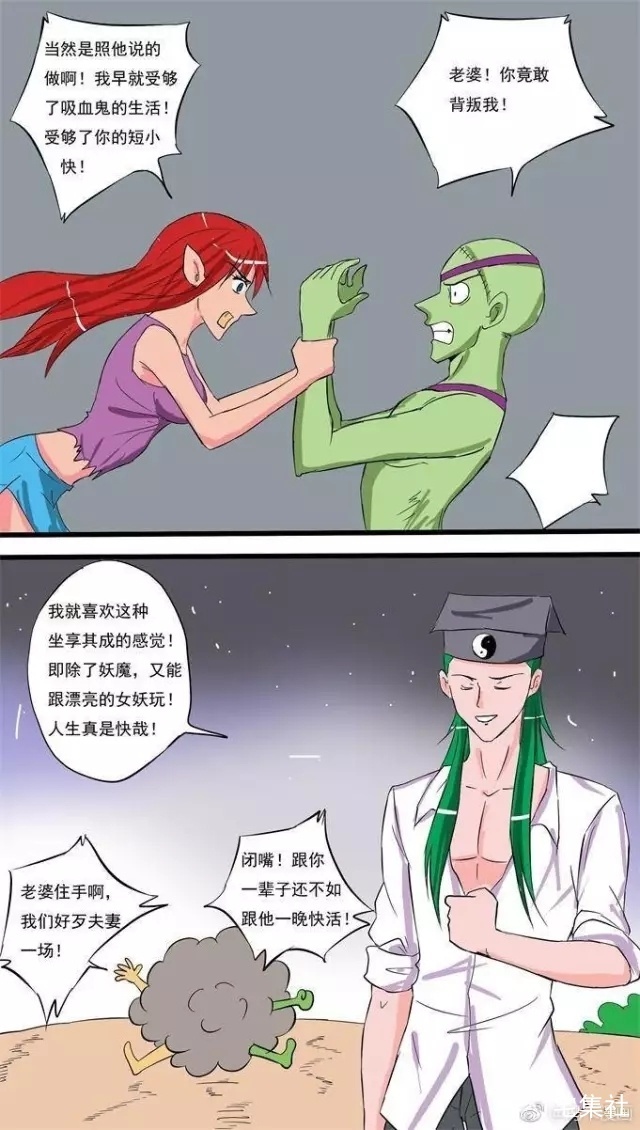 当然是照他说的
做啊！我早就受够
了吸血鬼的生活！
受够了你的短小
快！
老婆！你竟敢
背叛我！
我就喜欢这种
坐享其成的感觉！
即除了妖魔，又能
跟漂亮的女妖玩！
人生真是快哉！
闭嘴！跟你
一辈子还不如
跟他一晚快活！
老婆住手啊，
我们好歹夫妻
一场！
七集社